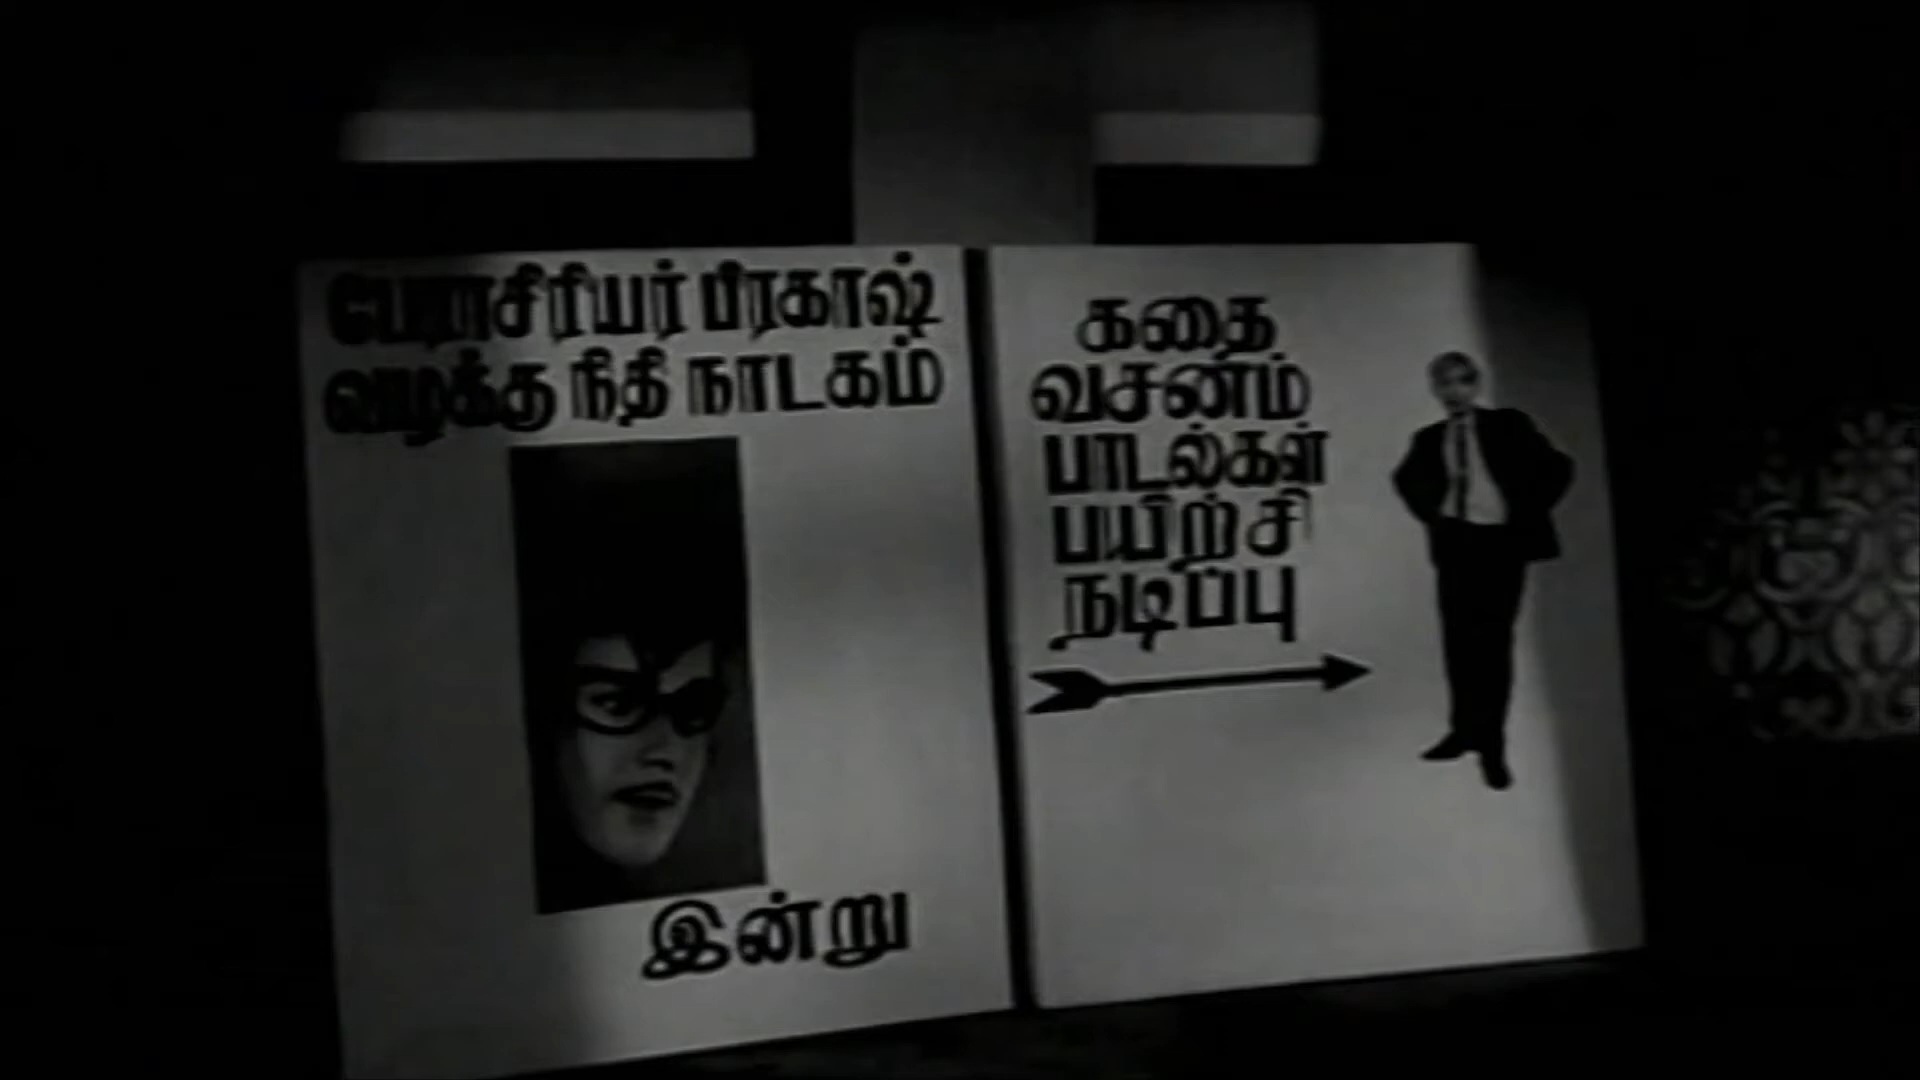 பேராசிரியர் பிரகாஷ்
வழக்கு நிதி நாடகம்
இன்று
கதை
வசனம்
பாடல்கள்
பயிற்சி
நடிப்பு